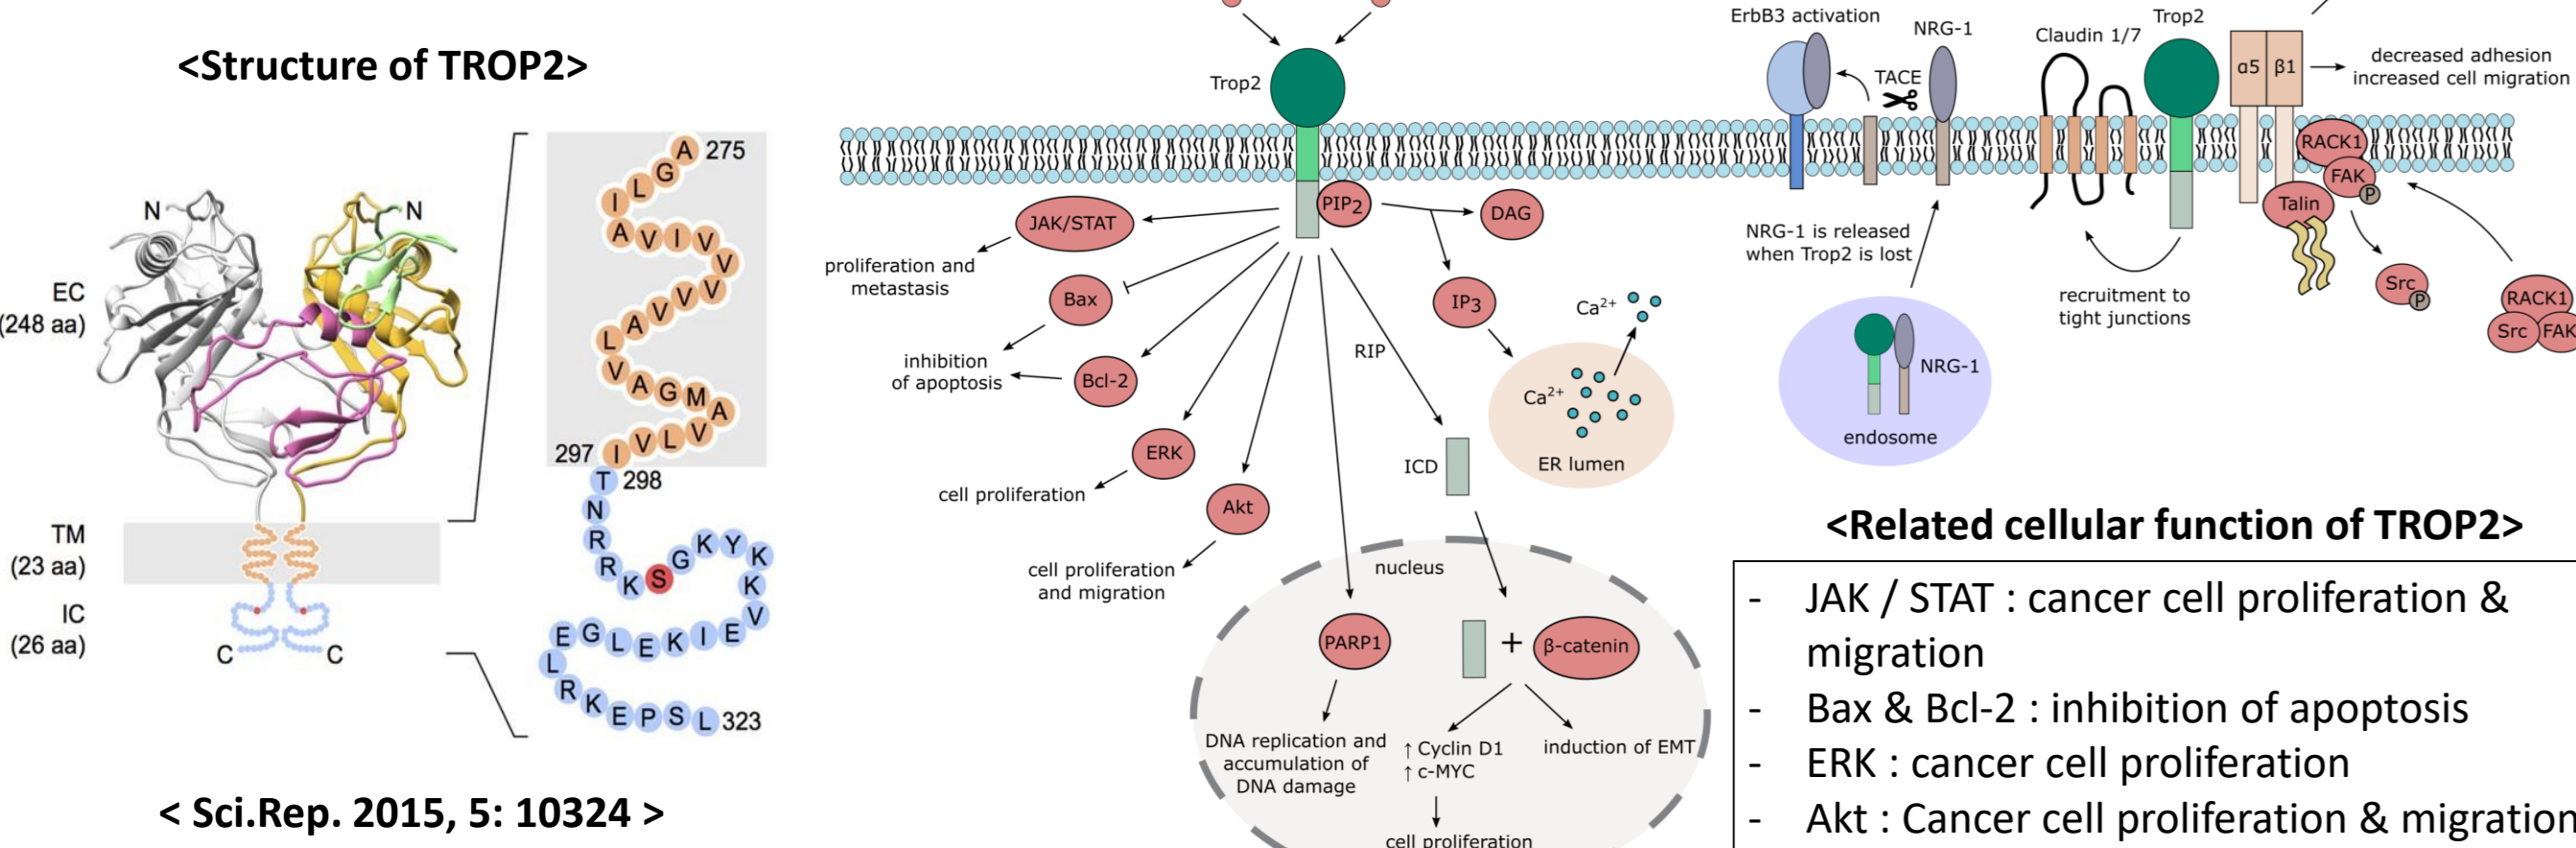 <Structure of TROP2>
N
N
EC
(248 aa)
TM
(23 aa)
IC
(26 aa)
C
C
A 275
G
L
I
A V I V
V
V
V
V
A
L
V
A
G
M
A
V
L
V
297 I
T 298
N
R
R
K
S
G
K
Y
K
K
V
E
I
K
E
L
G
E
L
R
K
E
P
S
L 323
< Sci.Rep. 2015, 5: 10324 >
Trop2
PIP2
DAG
IP3
JAK/STAT
proliferation and
metastasis
Bax
inhibition
of apoptosis
Bcl-2
ERK
cell proliferation
Akt
cell proliferation
and migration
RIP
ICD
Ca2+
Ca2+
ER lumen
nucleus
PARP1
+
β-catenin
DNA replication and
accumulation of
DNA damage
↑ Cyclin D1
↑ c-MYC
induction of EMT
cell proliferation
ErbB3 activation
NRG-1
TACE
Claudin 1/7
Trop2
α5 β1
decreased adhesion
increased cell migration
RACK1
FAK
P
Talin
Src
P
RACK1
Src FAK
NRG-1 is released
when Trop2 is lost
recruitment to
tight junctions
NRG-1
endosome
<Related cellular function of TROP2>
- JAK / STAT : cancer cell proliferation &
migration
- Bax & Bcl-2 : inhibition of apoptosis
- ERK : cancer cell proliferation
- Akt : Cancer cell proliferation & migration